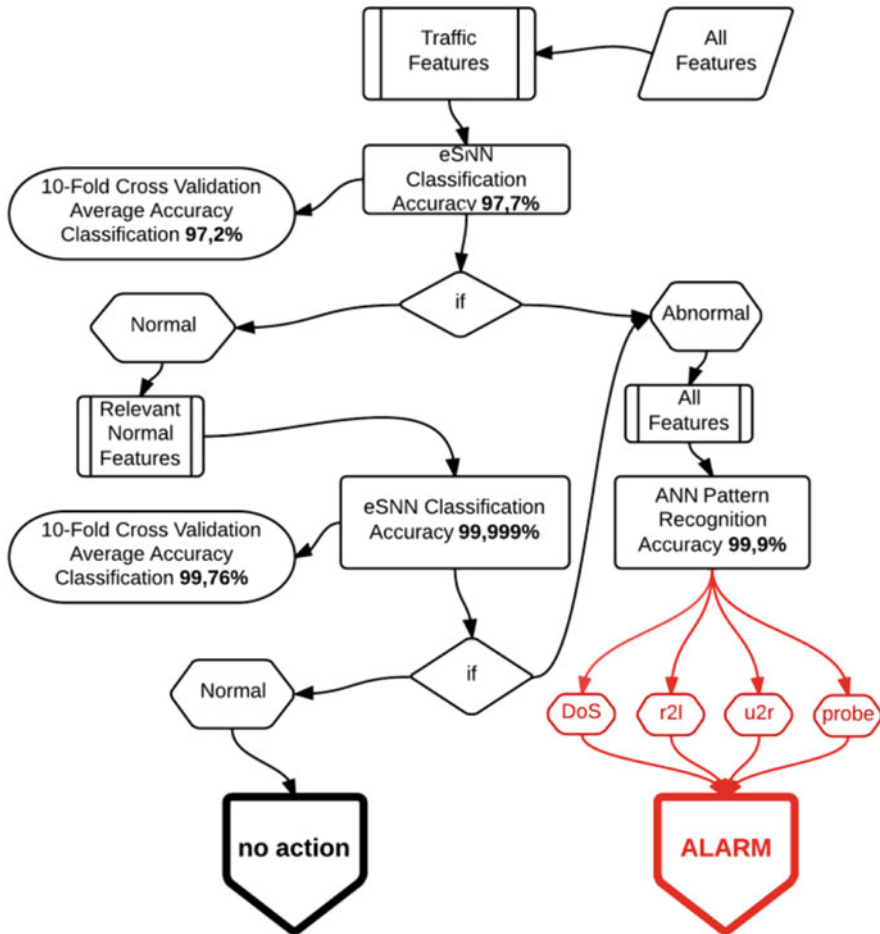 Traffic
Features
All
Features
eSNN
Classification
Accuracy 97,7%
10-Fold Cross Validation
Average Accuracy
Classification 97,2%
if
Normal
Abnormal
Relevant
Normal
Features
All
Features
eSNN Classification
Accuracy 99,999%
ANN Pattern
Recognition
Accuracy 99,9%
10-Fold Cross Validation
Average Accuracy
Classification 99,76%
if
Normal
DoS
r2l
u2r
probe
no action
ALARM